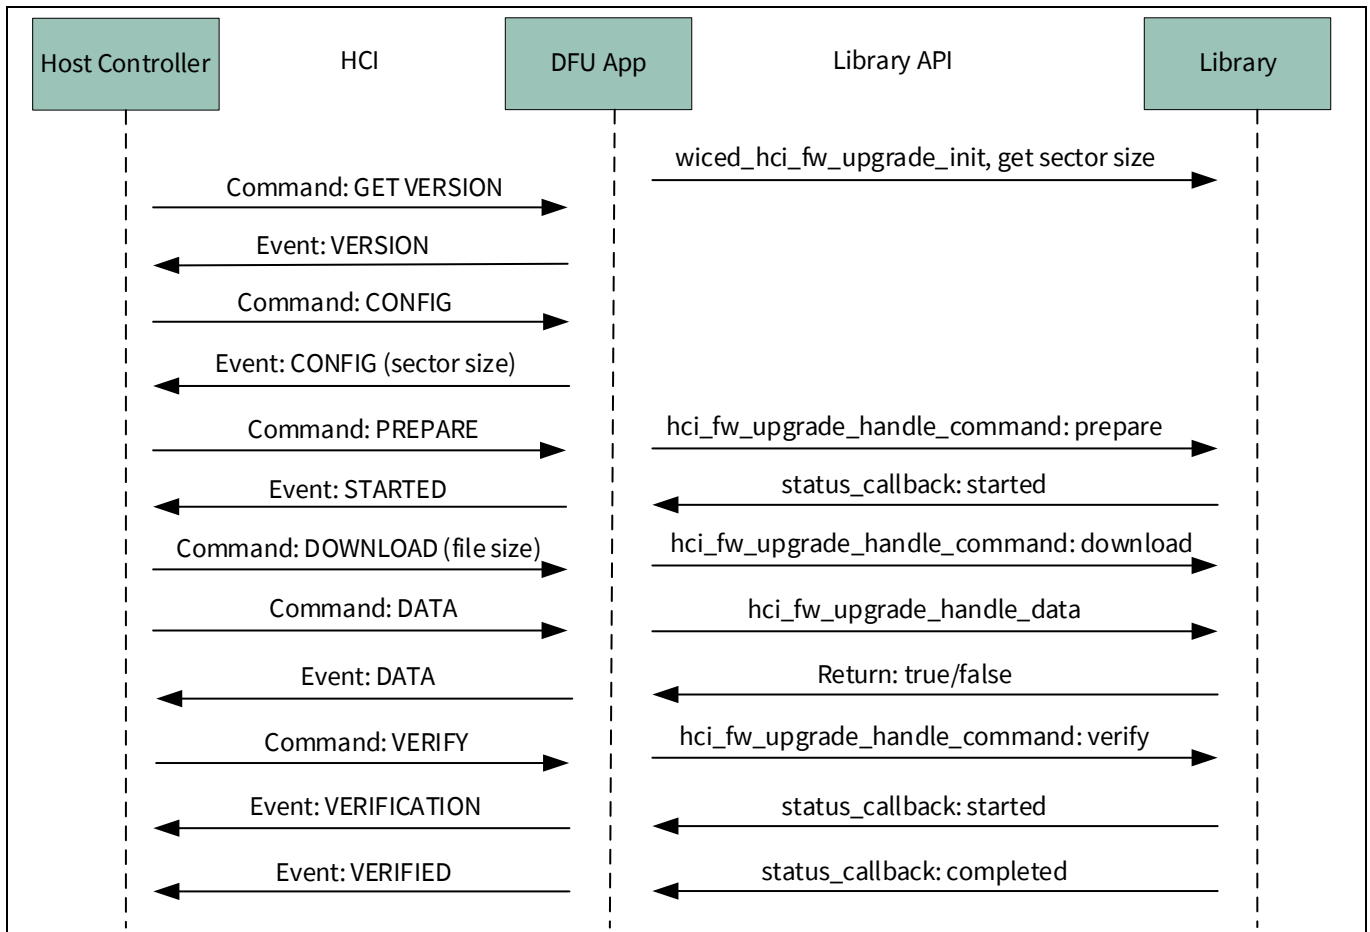 Host Controller
HCI
DFU App
Library API
Library
wiced_hci_fw_upgrade_init, get sector size
Command: GET VERSION
Event: VERSION
Command: CONFIG
Event: CONFIG (sector size)
Command: PREPARE
hci_fw_upgrade_handle_command: prepare
Event: STARTED
status_callback: started
Command: DOWNLOAD (file size)
hci_fw_upgrade_handle_command: download
Command: DATA
hci_fw_upgrade_handle_data
Event: DATA
Return: true/false
Command: VERIFY
hci_fw_upgrade_handle_command: verify
Event: VERIFICATION
status_callback: started
Event: VERIFIED
status_callback: completed